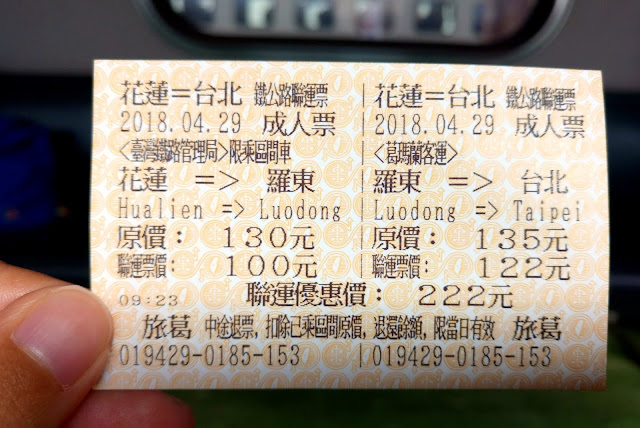 花蓮＝台北 鐵公路聯運票
2018.04.29 成人票
<臺灣鐵路管理局>限乘區間車
花蓮 => 羅東
Hualien => Luodong
原價： 130元
聯運票價： 100元
花蓮＝台北 鐵公路聯運票
2018.04.29 成人票
<葛瑪蘭客運>
羅東 => 台北
Luodong => Taipei
原價： 135元
聯運票價： 122元
09:23 聯運優惠價： 222元
旅葛 中途退票，扣除已乘區間原價，退還餘額，限當日有效 旅葛
019429-0185-153
019429-0185-153